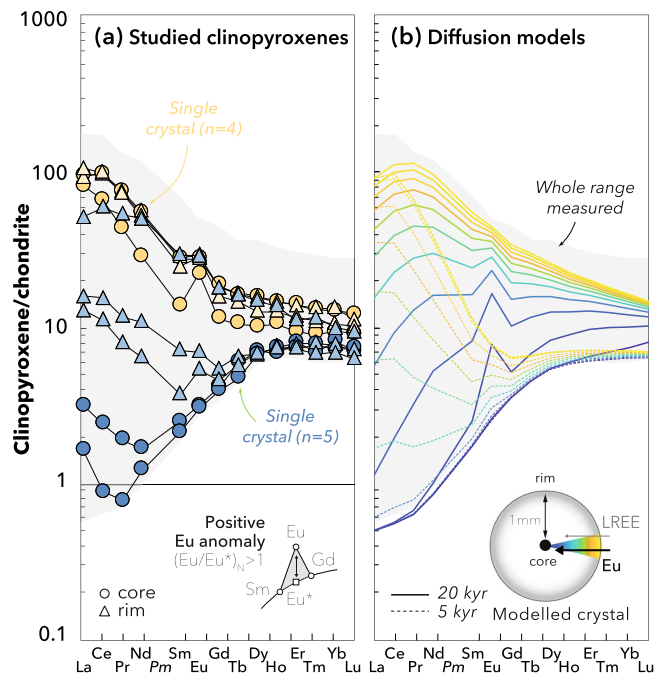 (a) Studied clinopyroxenes
(b) Diffusion models
Clinopyroxene/chondrite
1000
100
10
1
0.1
Single
crystal (n=4)
Single
crystal (n=5)
Positive
Eu anomaly
(Eu/Eu*)N>1
Eu
Sm
Gd
Eu*
core
rim
Whole range
measured
rim
1mm
core
LREE
Eu
Modelled crystal
20 kyr
5 kyr
Ce Nd Sm Gd Dy Er Yb
La Pr Pm Eu Tb Ho Tm Lu
Ce Nd Sm Gd Dy Er Yb
La Pr Pm Eu Tb Ho Tm Lu